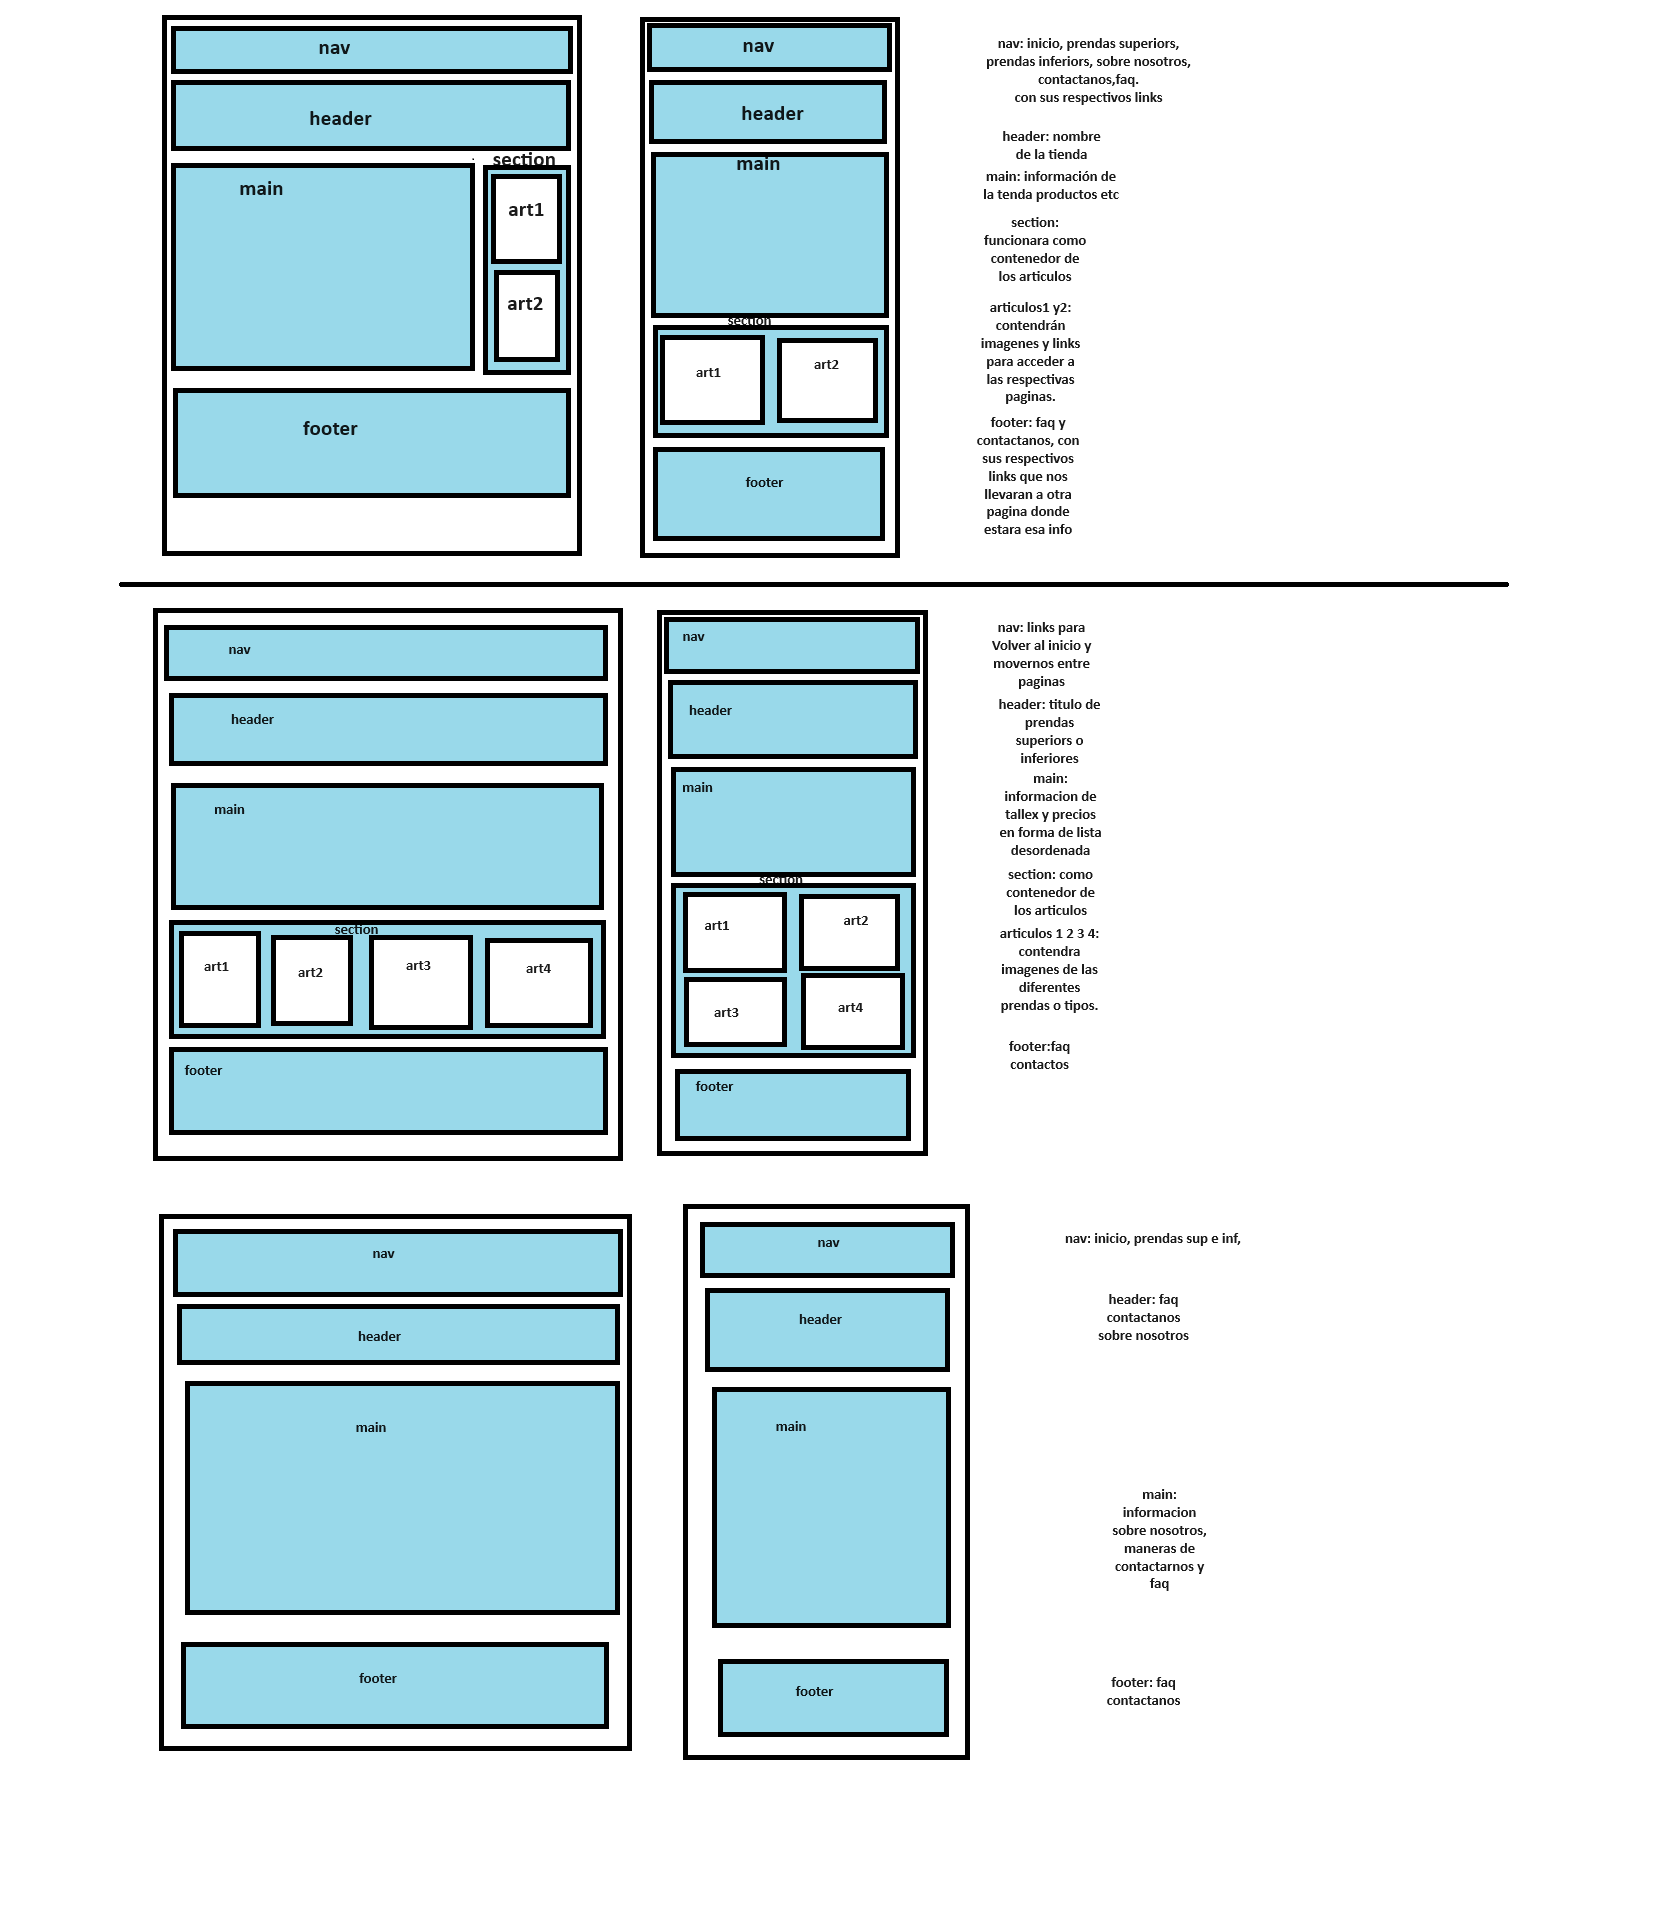 nav
header
main
section
art1
art2
footer
nav
header
main
section
art1
art2
footer
nav: inicio, prendas superiors,
prendas inferiors, sobre nosotros,
contactanos,faq.
con sus respectivos links
header: nombre
de la tienda
main: información de
la tenda productos etc
section:
funcionara como
contenedor de
los articulos
articulos1 y2:
contendrán
imagenes y links
para acceder a
las respectivas
paginas.
footer: faq y
contactanos, con
sus respectivos
links que nos
llevaran a otra
pagina donde
estara esa info
nav
header
main
section
art1
art2
art3
art4
footer
nav
header
main
section
art1
art2
art3
art4
footer
nav: links para
Volver al inicio y
movernos entre
paginas
header: titulo de
prendas
superiors o
inferiores
main:
informacion de
tallex y precios
en forma de lista
desordenada
section: como
contenedor de
los articulos
articulos 1 2 3 4:
contendra
imagenes de las
diferentes
prendas o tipos.
footer:faq
contactos
nav
header
main
footer
nav
header
main
footer
nav: inicio, prendas sup e inf,
header: faq
contactanos
sobre nosotros
main:
informacion
sobre nosotros,
maneras de
contactarnos y
faq
footer: faq
contactanos